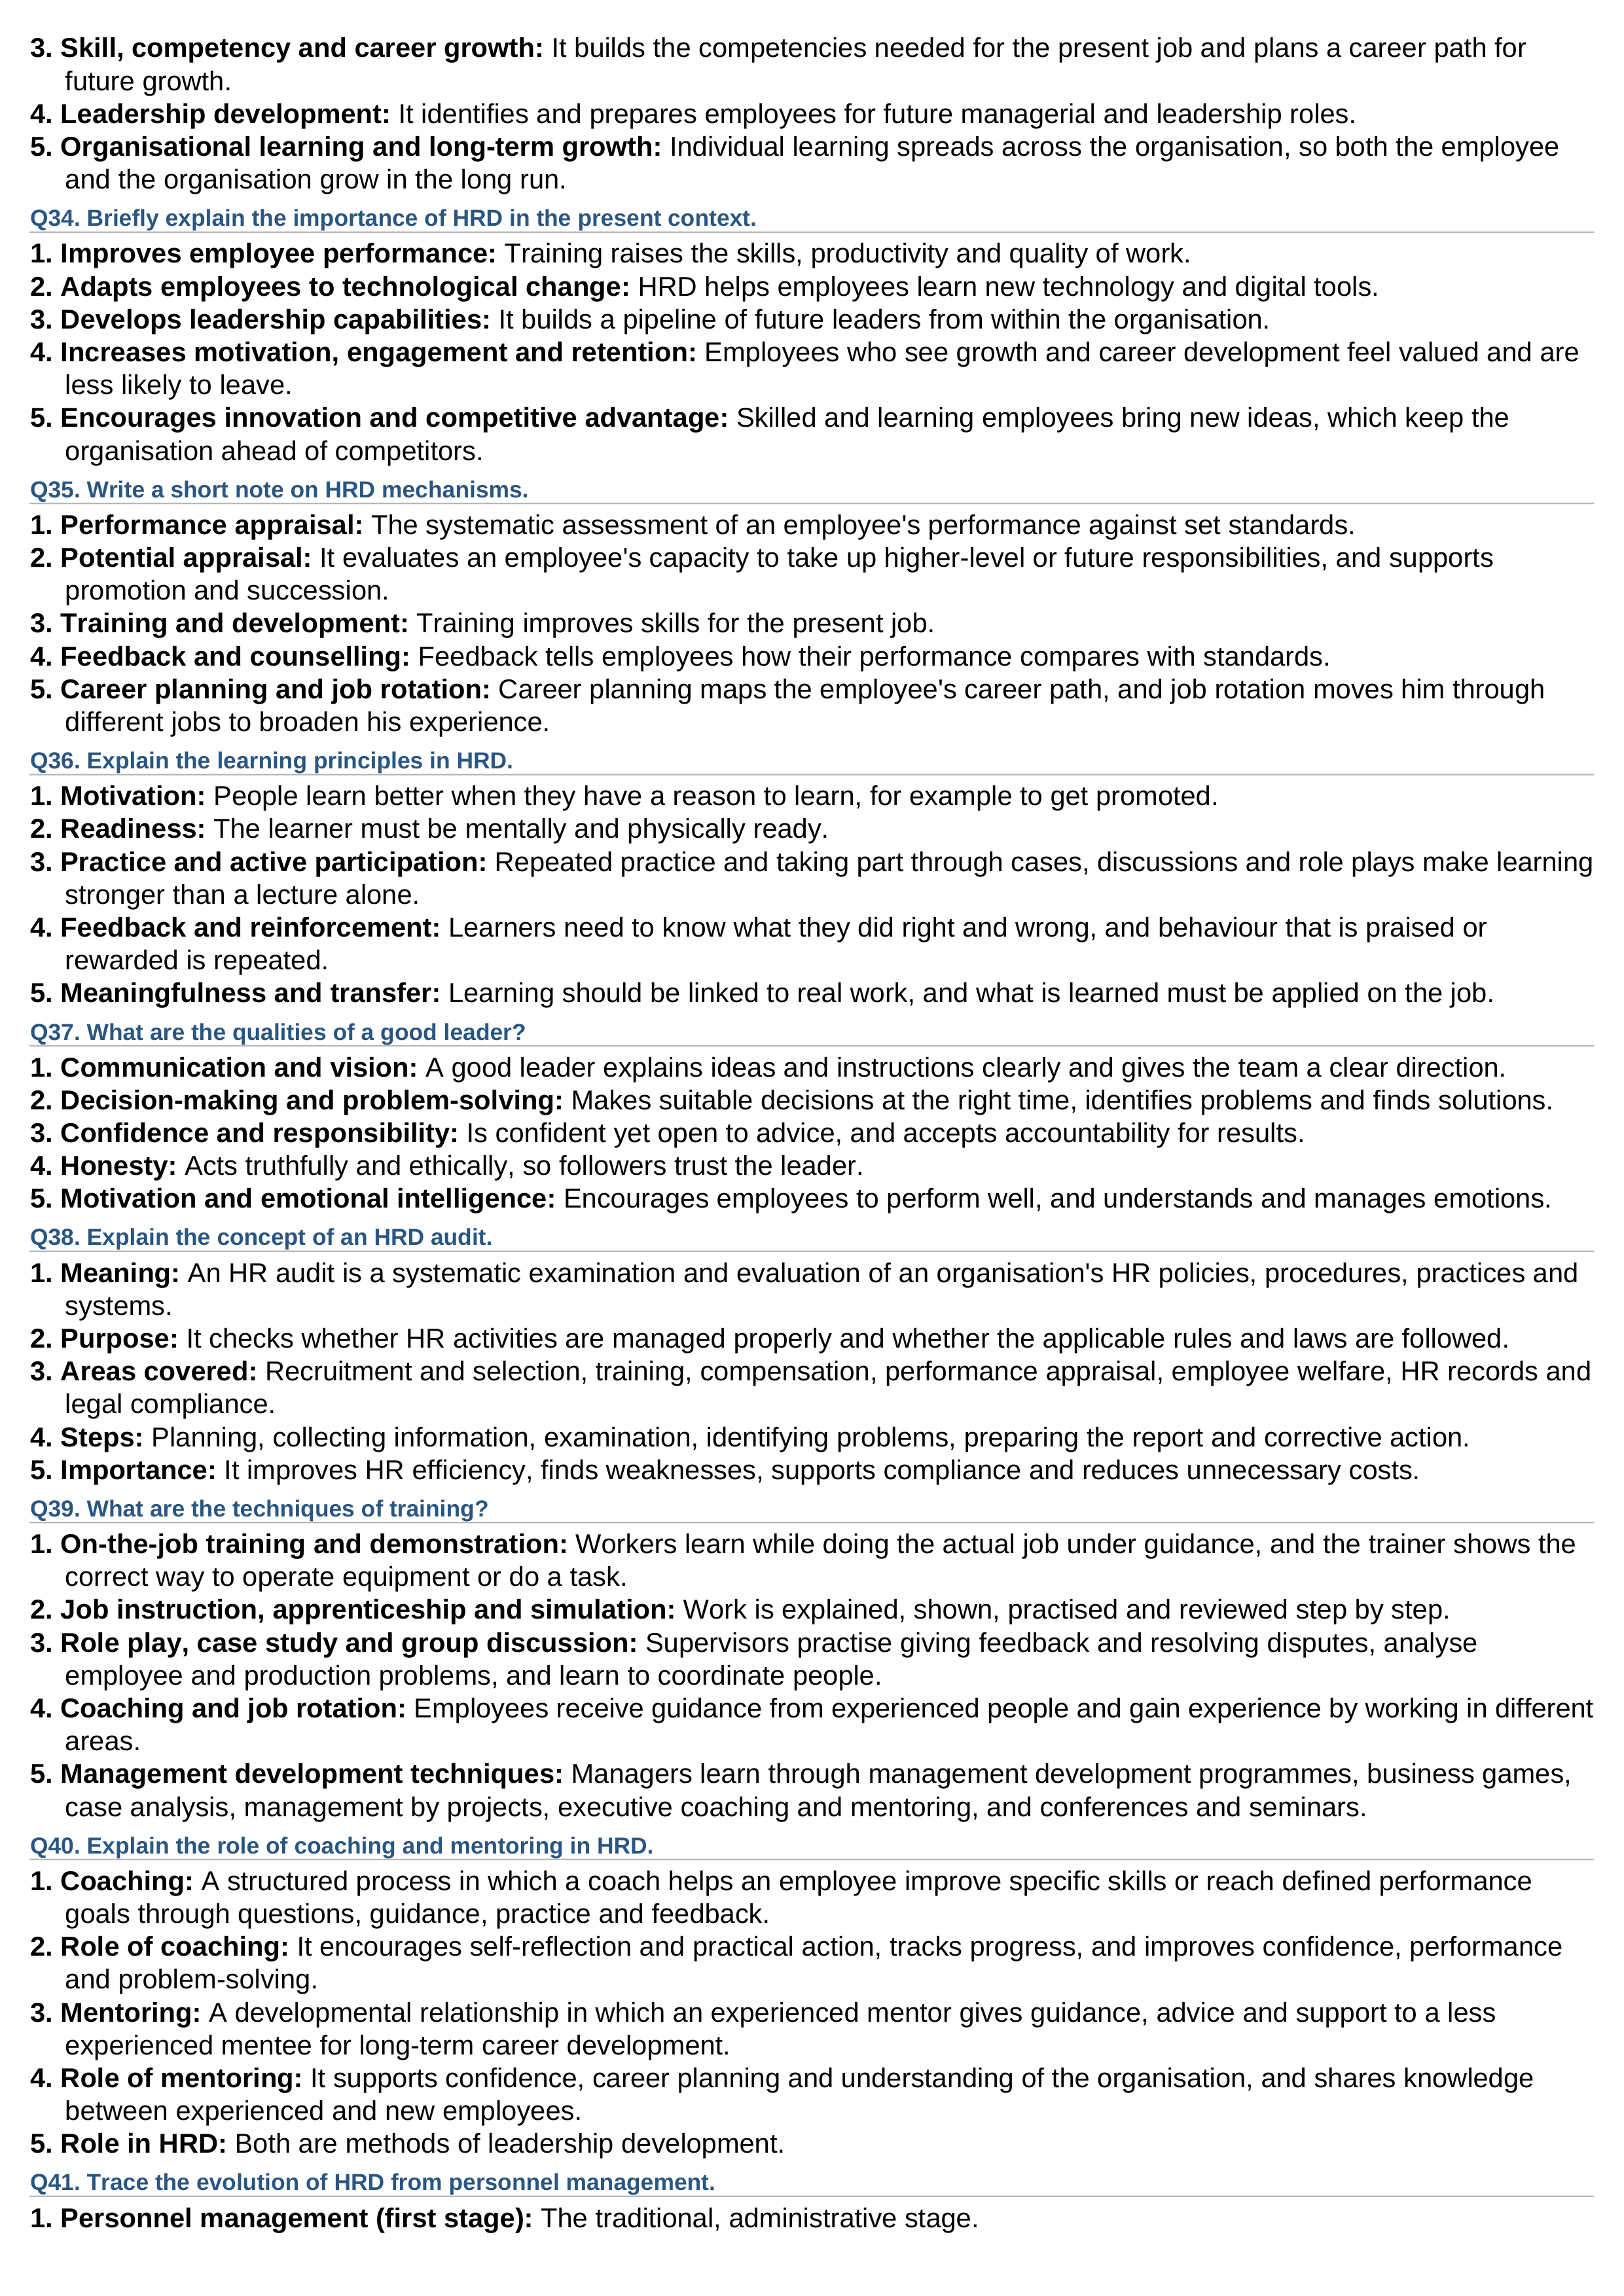 3. Skill, competency and career growth: It builds the competencies needed for the present job and plans a career path for
future growth.
4. Leadership development: It identifies and prepares employees for future managerial and leadership roles.
5. Organisational learning and long-term growth: Individual learning spreads across the organisation, so both the employee
and the organisation grow in the long run.
Q34. Briefly explain the importance of HRD in the present context.
1. Improves employee performance: Training raises the skills, productivity and quality of work.
2. Adapts employees to technological change: HRD helps employees learn new technology and digital tools.
3. Develops leadership capabilities: It builds a pipeline of future leaders from within the organisation.
4. Increases motivation, engagement and retention: Employees who see growth and career development feel valued and are
less likely to leave.
5. Encourages innovation and competitive advantage: Skilled and learning employees bring new ideas, which keep the
organisation ahead of competitors.
Q35. Write a short note on HRD mechanisms.
1. Performance appraisal: The systematic assessment of an employee's performance against set standards.
2. Potential appraisal: It evaluates an employee's capacity to take up higher-level or future responsibilities, and supports
promotion and succession.
3. Training and development: Training improves skills for the present job.
4. Feedback and counselling: Feedback tells employees how their performance compares with standards.
5. Career planning and job rotation: Career planning maps the employee's career path, and job rotation moves him through
different jobs to broaden his experience.
Q36. Explain the learning principles in HRD.
1. Motivation: People learn better when they have a reason to learn, for example to get promoted.
2. Readiness: The learner must be mentally and physically ready.
3. Practice and active participation: Repeated practice and taking part through cases, discussions and role plays make learning
stronger than a lecture alone.
4. Feedback and reinforcement: Learners need to know what they did right and wrong, and behaviour that is praised or
rewarded is repeated.
5. Meaningfulness and transfer: Learning should be linked to real work, and what is learned must be applied on the job.
Q37. What are the qualities of a good leader?
1. Communication and vision: A good leader explains ideas and instructions clearly and gives the team a clear direction.
2. Decision-making and problem-solving: Makes suitable decisions at the right time, identifies problems and finds solutions.
3. Confidence and responsibility: Is confident yet open to advice, and accepts accountability for results.
4. Honesty: Acts truthfully and ethically, so followers trust the leader.
5. Motivation and emotional intelligence: Encourages employees to perform well, and understands and manages emotions.
Q38. Explain the concept of an HRD audit.
1. Meaning: An HR audit is a systematic examination and evaluation of an organisation's HR policies, procedures, practices and
systems.
2. Purpose: It checks whether HR activities are managed properly and whether the applicable rules and laws are followed.
3. Areas covered: Recruitment and selection, training, compensation, performance appraisal, employee welfare, HR records and
legal compliance.
4. Steps: Planning, collecting information, examination, identifying problems, preparing the report and corrective action.
5. Importance: It improves HR efficiency, finds weaknesses, supports compliance and reduces unnecessary costs.
Q39. What are the techniques of training?
1. On-the-job training and demonstration: Workers learn while doing the actual job under guidance, and the trainer shows the
correct way to operate equipment or do a task.
2. Job instruction, apprenticeship and simulation: Work is explained, shown, practised and reviewed step by step.
3. Role play, case study and group discussion: Supervisors practise giving feedback and resolving disputes, analyse
employee and production problems, and learn to coordinate people.
4. Coaching and job rotation: Employees receive guidance from experienced people and gain experience by working in different
areas.
5. Management development techniques: Managers learn through management development programmes, business games,
case analysis, management by projects, executive coaching and mentoring, and conferences and seminars.
Q40. Explain the role of coaching and mentoring in HRD.
1. Coaching: A structured process in which a coach helps an employee improve specific skills or reach defined performance
goals through questions, guidance, practice and feedback.
2. Role of coaching: It encourages self-reflection and practical action, tracks progress, and improves confidence, performance
and problem-solving.
3. Mentoring: A developmental relationship in which an experienced mentor gives guidance, advice and support to a less
experienced mentee for long-term career development.
4. Role of mentoring: It supports confidence, career planning and understanding of the organisation, and shares knowledge
between experienced and new employees.
5. Role in HRD: Both are methods of leadership development.
Q41. Trace the evolution of HRD from personnel management.
1. Personnel management (first stage): The traditional, administrative stage.